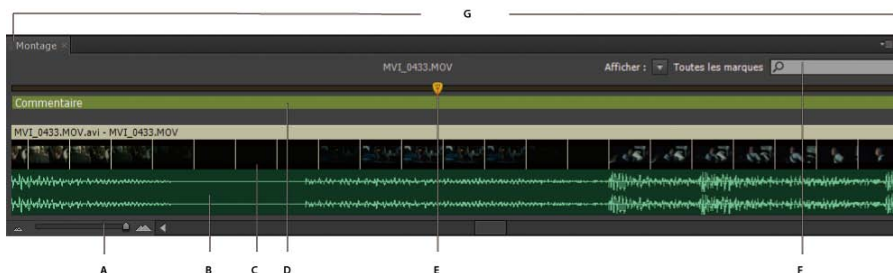 G
Montage
MVI_0433.MOV
Afficher : Toutes les marques
Commentaire
MVI_0433.MOV.avi - MVI_0433.MOV
A B C D E F